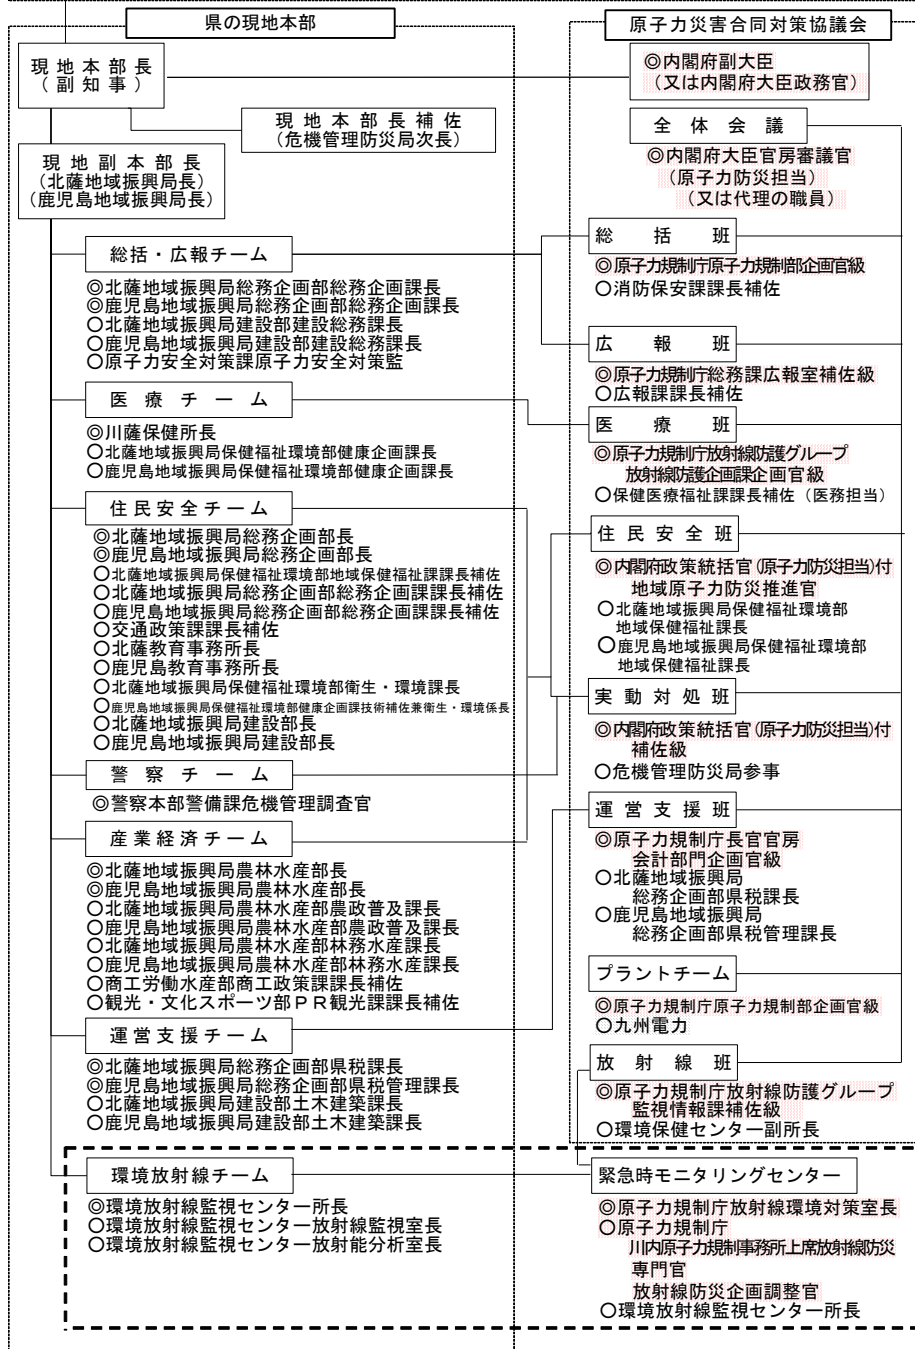 県の現地本部
現地本部長
（副知事）
現地本部長補佐
（危機管理防災局次長）
現地副本部長
（北薩地域振興局長）
（鹿児島地域振興局長）
総括・広報チーム
◎北薩地域振興局総務企画部総務企画課長
◎鹿児島地域振興局総務企画部総務企画課長
○北薩地域振興局建設部建設総務課長
○鹿児島地域振興局建設部建設総務課長
○原子力安全対策課原子力安全対策監
医療チーム
◎川薩保健所長
○北薩地域振興局保健福祉環境部健康企画課長
○鹿児島地域振興局保健福祉環境部健康企画課長
住民安全チーム
◎北薩地域振興局総務企画部長
◎鹿児島地域振興局総務企画部長
○北薩地域振興局保健福祉環境部地域保健福祉課課長補佐
○北薩地域振興局総務企画部総務企画課課長補佐
○鹿児島地域振興局総務企画部総務企画課課長補佐
○交通政策課課長補佐
○北薩教育事務所長
○鹿児島教育事務所長
○北薩地域振興局保健福祉環境部衛生・環境課長
○鹿児島地域振興局保健福祉環境部健康企画課技術補佐兼衛生・環境係長
○北薩地域振興局建設部長
○鹿児島地域振興局建設部長
警察チーム
◎警察本部警備課危機管理調査官
産業経済チーム
◎北薩地域振興局農林水産部長
◎鹿児島地域振興局農林水産部長
○北薩地域振興局農林水産部農政普及課長
○鹿児島地域振興局農林水産部農政普及課長
○北薩地域振興局農林水産部林務水産課長
○鹿児島地域振興局農林水産部林務水産課長
○商工労働水産部商工政策課課長補佐
○観光・文化スポーツ部ＰＲ観光課課長補佐
運営支援チーム
◎北薩地域振興局総務企画部県税課長
◎鹿児島地域振興局総務企画部県税管理課長
○北薩地域振興局建設部土木建築課長
○鹿児島地域振興局建設部土木建築課長
環境放射線チーム
◎環境放射線監視センター所長
○環境放射線監視センター放射線監視室長
○環境放射線監視センター放射能分析室長
原子力災害合同対策協議会
◎内閣府副大臣
（又は内閣府大臣政務官）
全体会議
◎内閣府大臣官房審議官
（原子力防災担当）
（又は代理の職員）
総括班
◎原子力規制庁原子力規制部企画官級
○消防保安課課長補佐
広報班
◎原子力規制庁総務課広報室補佐級
○広報課課長補佐
医療班
◎原子力規制庁放射線防護グループ
放射線防護企画課企画官級
○保健医療福祉課課長補佐（医務担当）
住民安全班
◎内閣府政策統括官（原子力防災担当）付
地域原子力防災推進官
○北薩地域振興局保健福祉環境部
地域保健福祉課長
○鹿児島地域振興局保健福祉環境部
地域保健福祉課長
実動対処班
◎内閣府政策統括官（原子力防災担当）付
補佐級
○危機管理防災局参事
運営支援班
◎原子力規制庁長官官房
会計部門企画官級
○北薩地域振興局
総務企画部県税課長
○鹿児島地域振興局
総務企画部県税管理課長
プラントチーム
◎原子力規制庁原子力規制部企画官級
○九州電力
放射線班
◎原子力規制庁放射線防護グループ
監視情報課補佐級
○環境保健センター副所長
緊急時モニタリングセンター
◎原子力規制庁放射線環境対策室長
○原子力規制庁
川内原子力規制事務所上席放射線防災
専門官
放射線防災企画調整官
○環境放射線監視センター所長